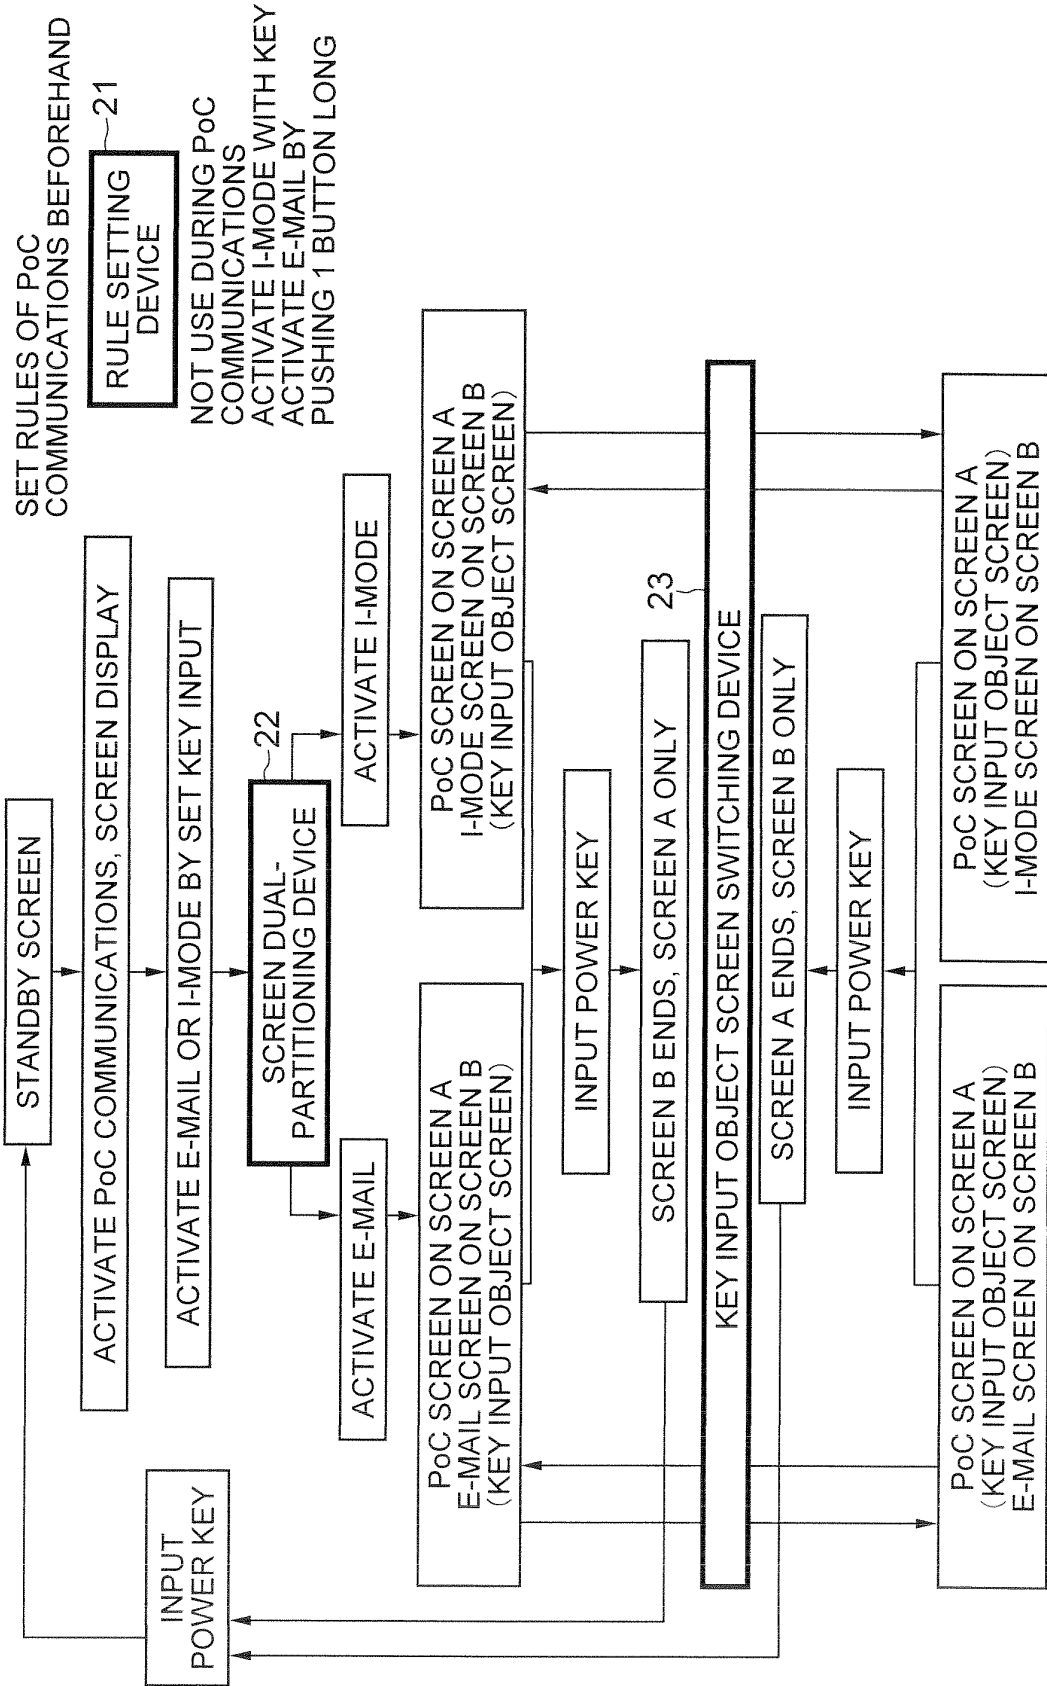 SET RULES OF PoC
COMMUNICATIONS BEFOREHAND
RULE SETTING
DEVICE
21
NOT USE DURING PoC
COMMUNICATIONS
ACTIVATE I-MODE WITH KEY
ACTIVATE E-MAIL BY
PUSHING 1 BUTTON LONG
STANDBY SCREEN
ACTIVATE PoC COMMUNICATIONS, SCREEN DISPLAY
INPUT
POWER KEY
ACTIVATE E-MAIL OR I-MODE BY SET KEY INPUT
SCREEN DUAL-
PARTITIONING DEVICE
22
ACTIVATE E-MAIL
ACTIVATE I-MODE
PoC SCREEN ON SCREEN A
E-MAIL SCREEN ON SCREEN B
(KEY INPUT OBJECT SCREEN)
PoC SCREEN ON SCREEN A
I-MODE SCREEN ON SCREEN B
(KEY INPUT OBJECT SCREEN)
INPUT POWER KEY
SCREEN B ENDS, SCREEN A ONLY
23
KEY INPUT OBJECT SCREEN SWITCHING DEVICE
SCREEN A ENDS, SCREEN B ONLY
INPUT POWER KEY
PoC SCREEN ON SCREEN A
(KEY INPUT OBJECT SCREEN)
E-MAIL SCREEN ON SCREEN B
PoC SCREEN ON SCREEN A
(KEY INPUT OBJECT SCREEN)
I-MODE SCREEN ON SCREEN B